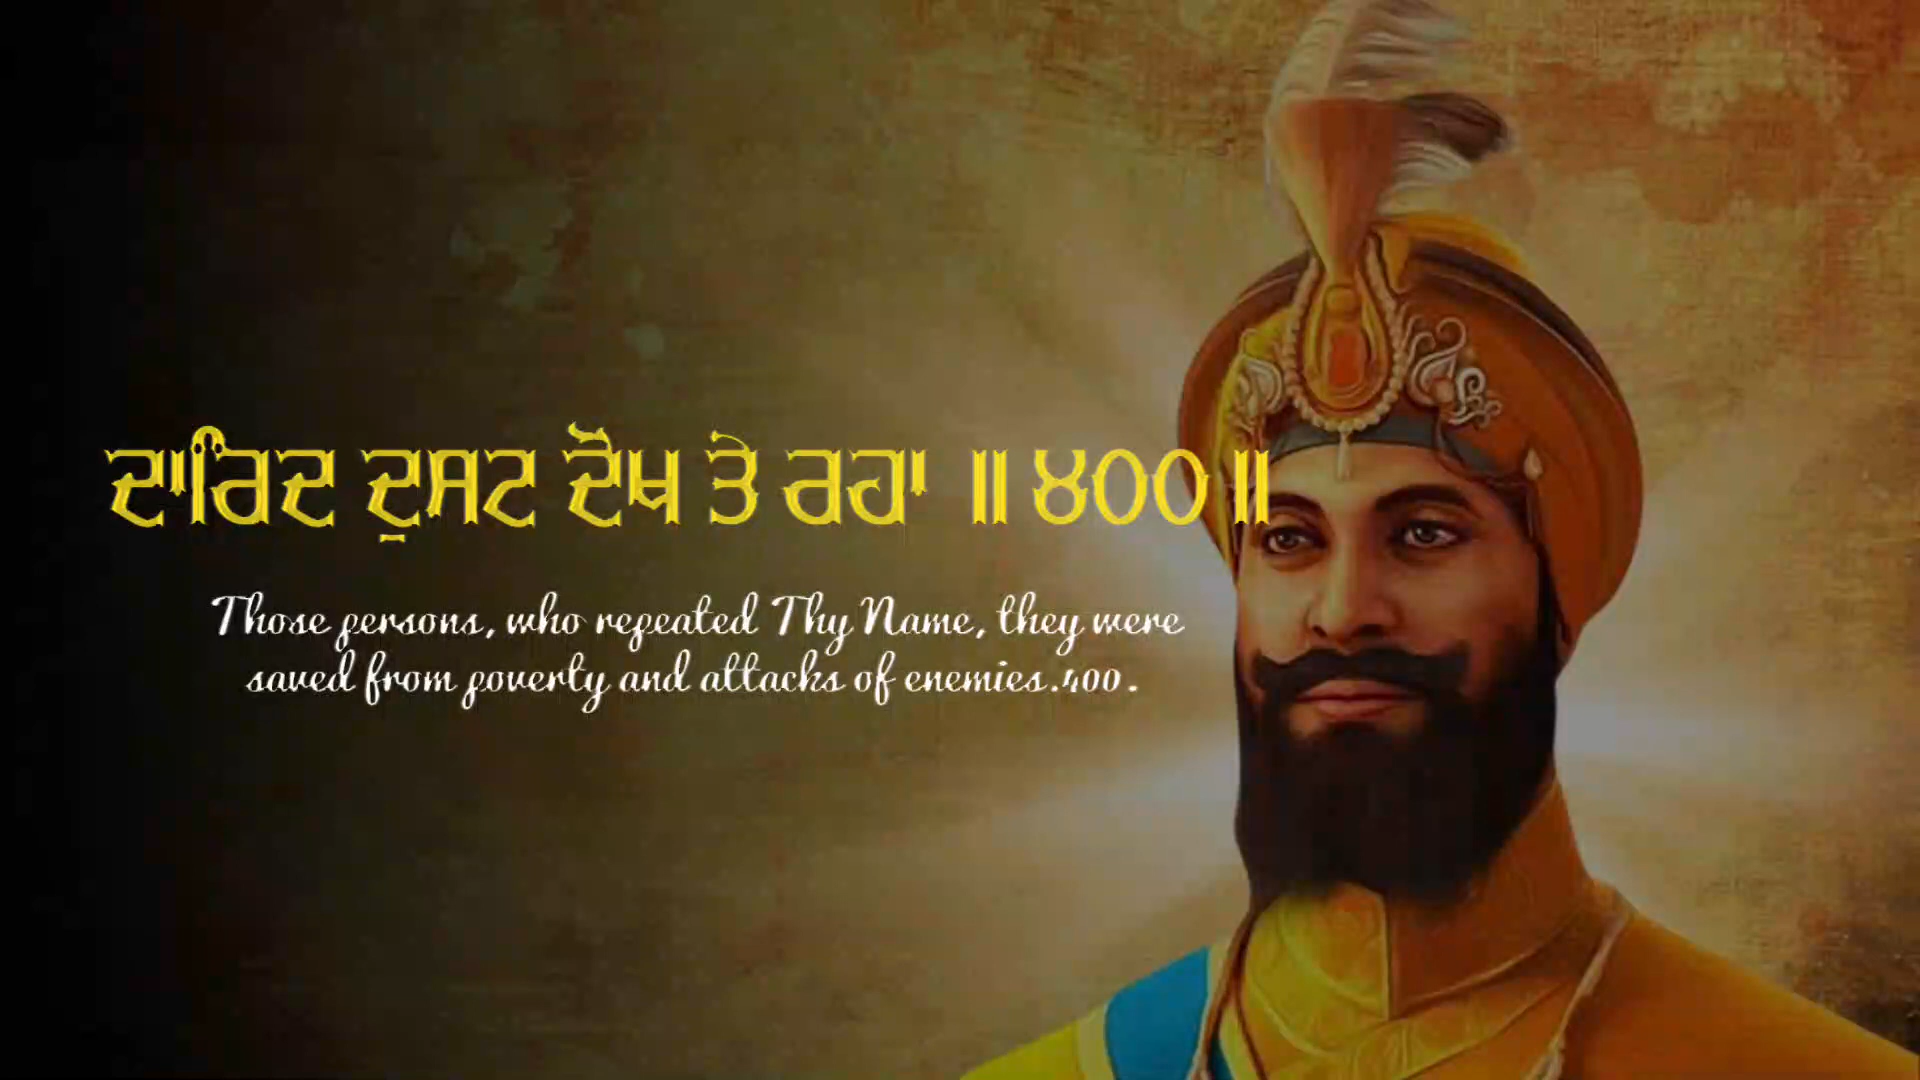 ਦਾਰਿਦ ਦੁਸਟ ਦੋਖ ਤੇ ਰਹਾ ॥੪੦੦॥
Those persons, who repeated Thy Name, they were
saved from poverty and attacks of enemies.400.